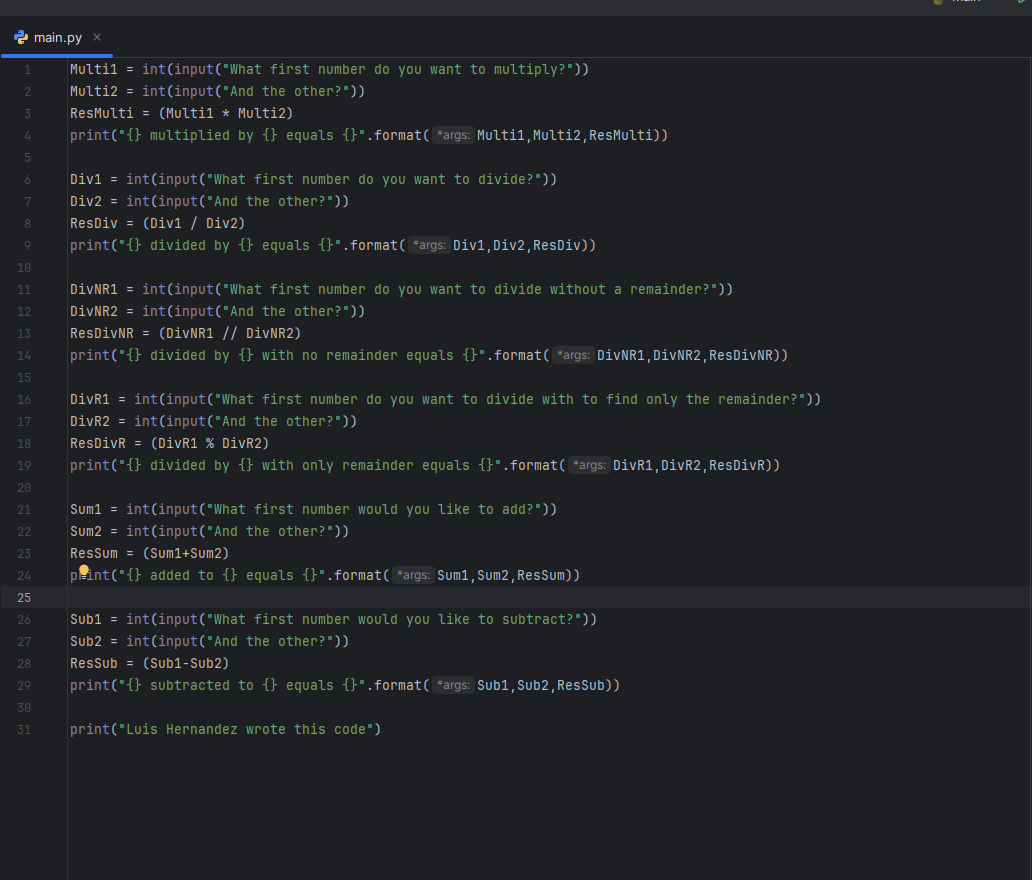 main
main.py
1 Multi1 = int(input("What first number do you want to multiply?"))
2 Multi2 = int(input("And the other?"))
3 ResMulti = (Multi1 * Multi2)
4 print("{} multiplied by {} equals {}".format( *args: Multi1,Multi2,ResMulti))
5
6 Div1 = int(input("What first number do you want to divide?"))
7 Div2 = int(input("And the other?"))
8 ResDiv = (Div1 / Div2)
9 print("{} divided by {} equals {}".format( *args: Div1,Div2,ResDiv))
10
11 DivNR1 = int(input("What first number do you want to divide without a remainder?"))
12 DivNR2 = int(input("And the other?"))
13 ResDivNR = (DivNR1 // DivNR2)
14 print("{} divided by {} with no remainder equals {}".format( *args: DivNR1,DivNR2,ResDivNR))
15
16 DivR1 = int(input("What first number do you want to divide with to find only the remainder?"))
17 DivR2 = int(input("And the other?"))
18 ResDivR = (DivR1 % DivR2)
19 print("{} divided by {} with only remainder equals {}".format( *args: DivR1,DivR2,ResDivR))
20
21 Sum1 = int(input("What first number would you like to add?"))
22 Sum2 = int(input("And the other?"))
23 ResSum = (Sum1+Sum2)
24 print("{} added to {} equals {}".format( *args: Sum1,Sum2,ResSum))
25
26 Sub1 = int(input("What first number would you like to subtract?"))
27 Sub2 = int(input("And the other?"))
28 ResSub = (Sub1-Sub2)
29 print("{} subtracted to {} equals {}".format( *args: Sub1,Sub2,ResSub))
30
31 print("Luis Hernandez wrote this code")